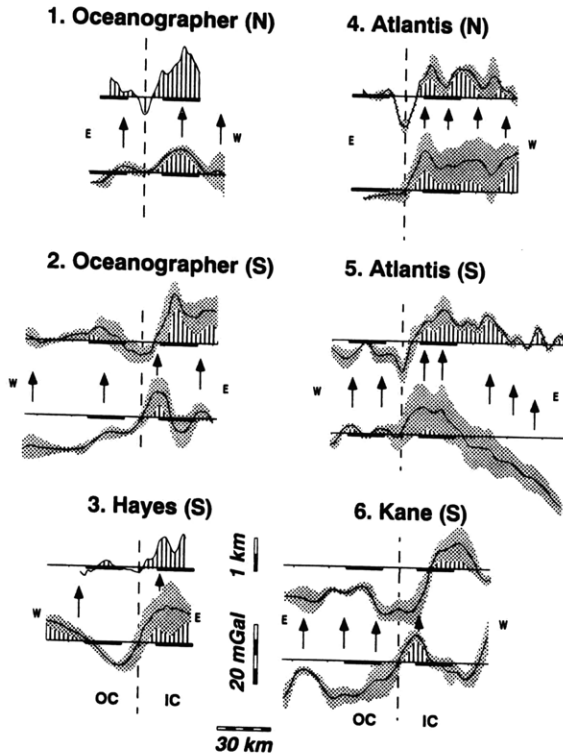 1. Oceanographer (N)
4. Atlantis (N)
E
W
E
W
2. Oceanographer (S)
5. Atlantis (S)
W
E
W
E
3. Hayes (S)
6. Kane (S)
1 km
W
E
E
W
20 mGal
OC
IC
OC
IC
30 km